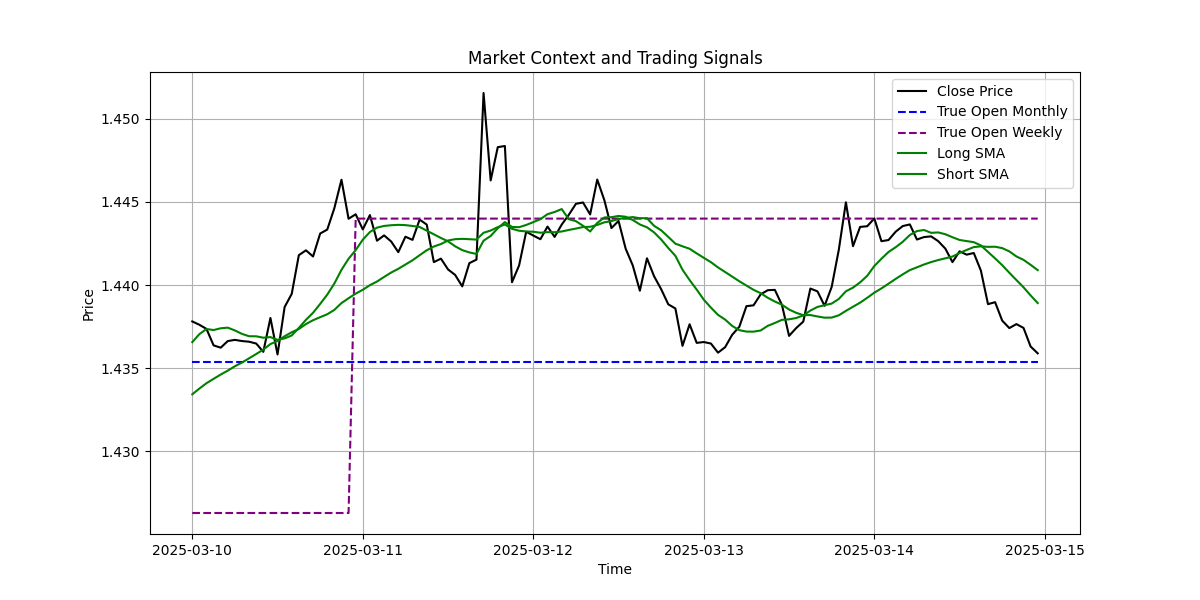 Market Context and Trading Signals
Close Price
True Open Monthly
True Open Weekly
Long SMA
Short SMA
Price
1.450
1.445
1.440
1.435
1.430
2025-03-10
2025-03-11
2025-03-12
2025-03-13
2025-03-14
2025-03-15
Time